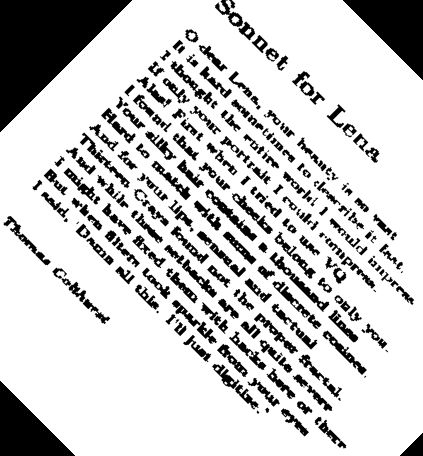 Sonnet for Lena
O dear Lena, your beauty is so vast
It is hard sometimes to describe it fast.
I thought the entire world I would impress
If only your portrait I could compress.
Alas! First when I tried to use VQ
I found that your cheeks belong to only you.
Your silky hair contains a thousand lines
Hard to match with sums of discrete cosines.
And for your lips, sensual and tactual
Thirteen Crays found not the proper fractal.
And while these setbacks are all quite severe
I might have fixed them with hacks here or there
But when filters took sparkle from your eyes
I said, 'Damn all this. I'll just digitize.'
Thomas Colthurst